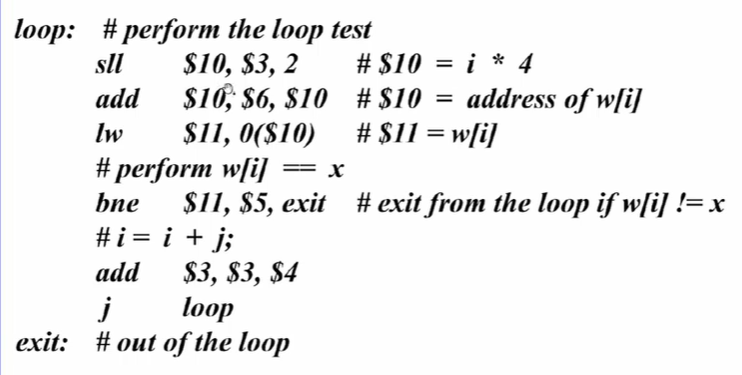 loop: # perform the loop test
sll $10, $3, 2 # $10 = i * 4
add $10, $6, $10 # $10 = address of w[i]
lw $11, 0($10) # $11 = w[i]
# perform w[i] == x
bne $11, $5, exit # exit from the loop if w[i] != x
# i = i + j;
add $3, $3, $4
j loop
exit: # out of the loop